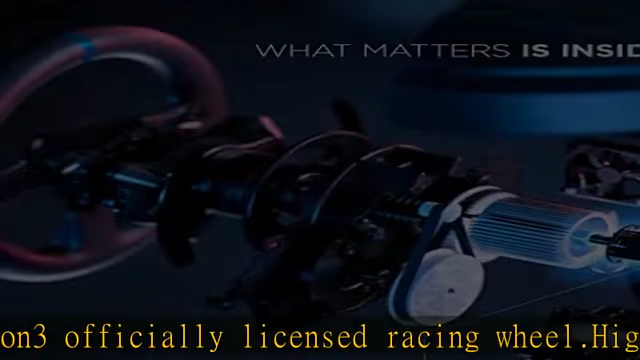 WHAT MATTERS IS INSID
on3 officially licensed racing wheel.Hig